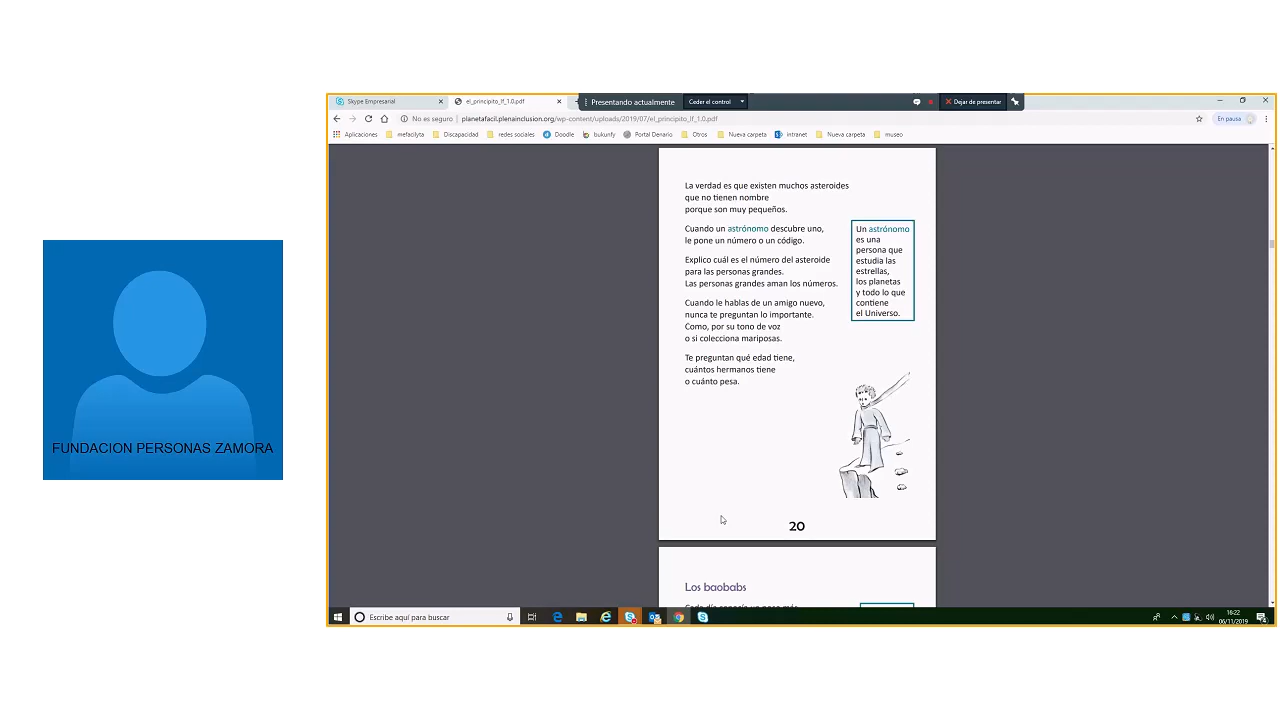 FUNDACION PERSONAS ZAMORA
Skype Empresarial
el_principito_lf_1.0.pdf
Presentando actualmente
Ceder el control
Dejar de presentar
No es seguro | planetafacil.plenainclusion.org/wp-content/uploads/2019/07/el_principito_lf_1.0.pdf
En pausa
Aplicaciones mefacilyta Discapacidad redes sociales Doodle bukunfy Portal Denario Otros Nueva carpeta intranet Nueva carpeta museo
La verdad es que existen muchos asteroides
que no tienen nombre
porque son muy pequeños.
Cuando un astrónomo descubre uno,
le pone un número o un código.
Explico cuál es el número del asteroide
para las personas grandes.
Las personas grandes aman los números.
Cuando le hablas de un amigo nuevo,
nunca te preguntan lo importante.
Como, por su tono de voz
o si colecciona mariposas.
Te preguntan qué edad tiene,
cuántos hermanos tiene
o cuánto pesa.
Un astrónomo
es una
persona que
estudia las
estrellas,
los planetas
y todo lo que
contiene
el Universo.
20
Los baobabs
Escribe aquí para buscar
16:22
06/11/2019